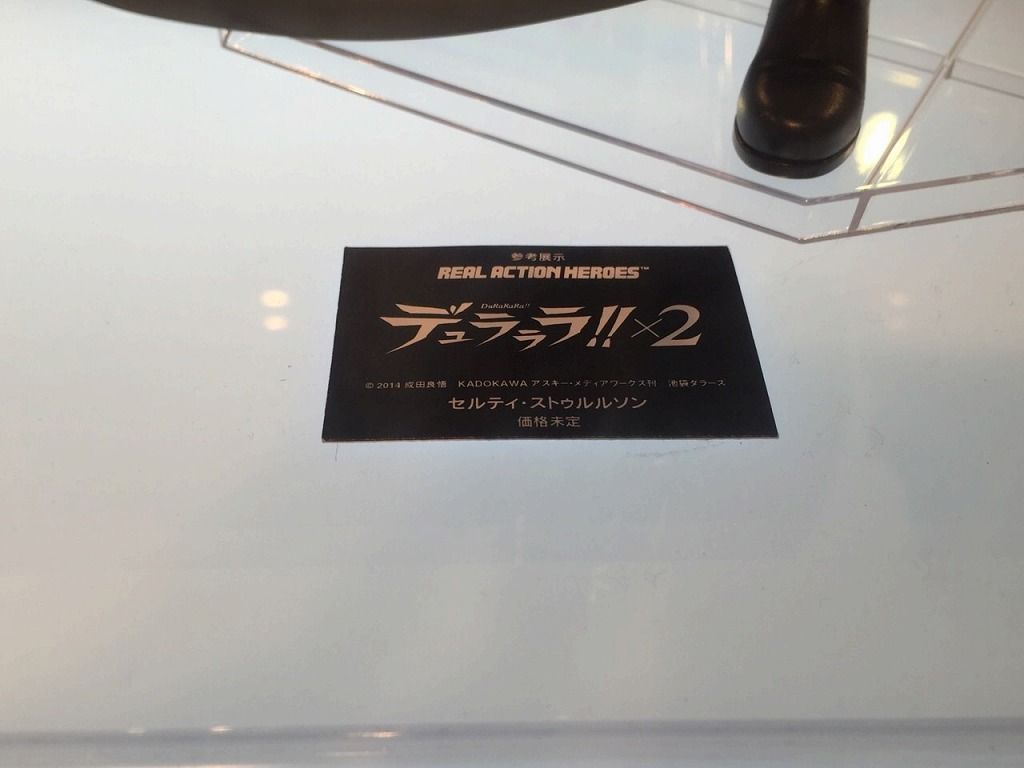 参考展示
REAL ACTION HEROES™
DuRaRaRa!!
デュラララ!!×2
© 2014 成田良悟 KADOKAWA アスキー・メディアワークス刊 池袋ダラーズ
セルティ・ストゥルルソン
価格未定